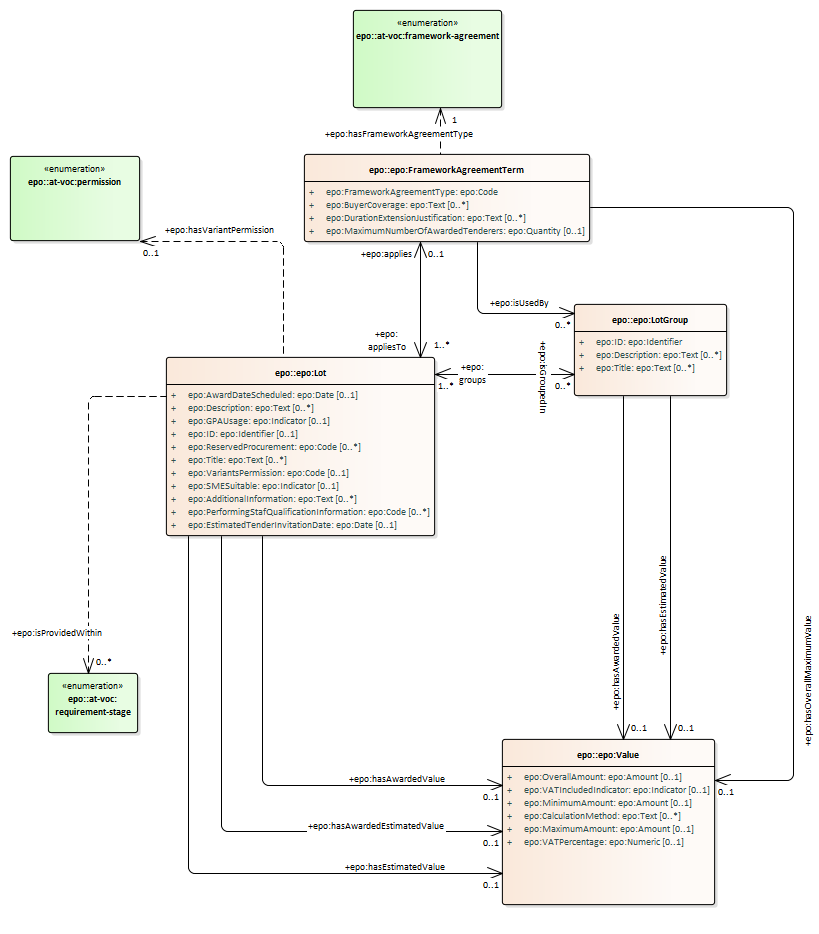 «enumeration»
epo::at-voc:framework-agreement
1
+epo:hasFrameworkAgreementType
«enumeration»
epo::at-voc:permission
epo::epo:FrameworkAgreementTerm
+ epo:FrameworkAgreementType: epo:Code
+ epo:BuyerCoverage: epo:Text [0..*]
+ epo:DurationExtensionJustification: epo:Text [0..*]
+ epo:MaximumNumberOfAwardedTenderers: epo:Quantity [0..1]
+epo:hasVariantPermission
0..1
+epo:applies
0..1
+epo:isUsedBy
0..*
epo::epo:LotGroup
+ epo:ID: epo:Identifier
+ epo:Description: epo:Text [0..*]
+ epo:Title: epo:Text [0..*]
+epo:
appliesTo
1..*
+epo:
groups
1..*
+epo:isGroupedIn
0..*
epo::epo:Lot
+ epo:AwardDateScheduled: epo:Date [0..1]
+ epo:Description: epo:Text [0..*]
+ epo:GPAUsage: epo:Indicator [0..1]
+ epo:ID: epo:Identifier [0..1]
+ epo:ReservedProcurement: epo:Code [0..*]
+ epo:Title: epo:Text [0..*]
+ epo:VariantsPermission: epo:Code [0..1]
+ epo:SMESuitable: epo:Indicator [0..1]
+ epo:AdditionalInformation: epo:Text [0..*]
+ epo:PerformingStafQualificationInformation: epo:Code [0..*]
+ epo:EstimatedTenderInvitationDate: epo:Date [0..1]
+epo:isProvidedWithin
0..*
«enumeration»
epo::at-voc:
requirement-stage
+epo:hasAwardedValue
0..1
+epo:hasEstimatedValue
0..1
+epo:hasOverallMaximumValue
0..1
epo::epo:Value
+ epo:OverallAmount: epo:Amount [0..1]
+ epo:VATIncludedIndicator: epo:Indicator [0..1]
+ epo:MinimumAmount: epo:Amount [0..1]
+ epo:CalculationMethod: epo:Text [0..*]
+ epo:MaximumAmount: epo:Amount [0..1]
+ epo:VATPercentage: epo:Numeric [0..1]
+epo:hasAwardedValue
0..1
+epo:hasAwardedEstimatedValue
0..1
+epo:hasEstimatedValue
0..1